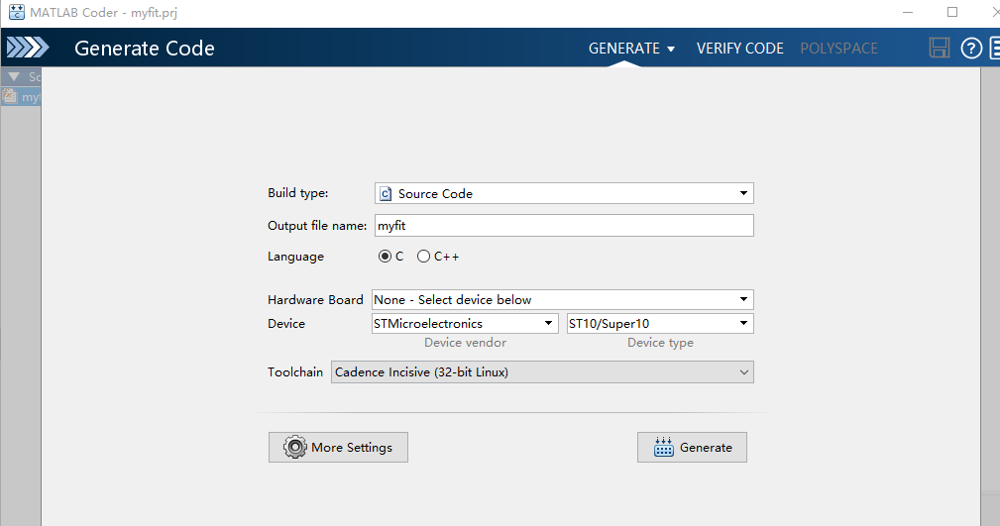 MATLAB Coder - myfit.prj
Generate Code
GENERATE
VERIFY CODE
POLYSPACE
Build type:
Source Code
Output file name:
myfit
Language
C
C++
Hardware Board
None - Select device below
Device
STMicroelectronics
ST10/Super10
Device vendor
Device type
Toolchain
Cadence Incisive (32-bit Linux)
More Settings
Generate